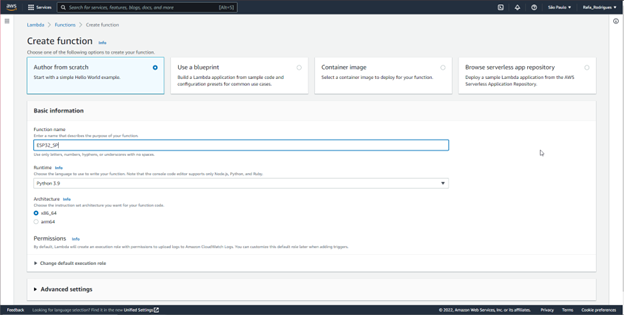 aws Services Search for services, features, blogs, docs, and more [Alt+S] São Paulo Rafa_Rodrigues
Lambda > Functions > Create function
Create function Info
Choose one of the following options to create your function.
Author from scratch
Start with a simple Hello World example.
Use a blueprint
Build a Lambda application from sample code and
configuration presets for common use cases.
Container image
Select a container image to deploy for your function.
Browse serverless app repository
Deploy a sample Lambda application from the AWS
Serverless Application Repository.
Basic information
Function name
Enter a name that describes the purpose of your function.
ESP32_SP
Use only letters, numbers, hyphens, or underscores with no spaces.
Runtime Info
Choose the language to use to write your function. Note that the console code editor supports only Node.js, Python, and Ruby.
Python 3.9
Architecture Info
Choose the instruction set architecture you want for your function code.
x86_64
arm64
Permissions Info
By default, Lambda will create an execution role with permissions to upload logs to Amazon CloudWatch Logs. You can customize this default role later when adding triggers.
Change default execution role
Advanced settings
Feedback Looking for language selection? Find it in the new Unified Settings © 2022, Amazon Web Services, Inc. or its affiliates. Privacy Terms Cookie preferences